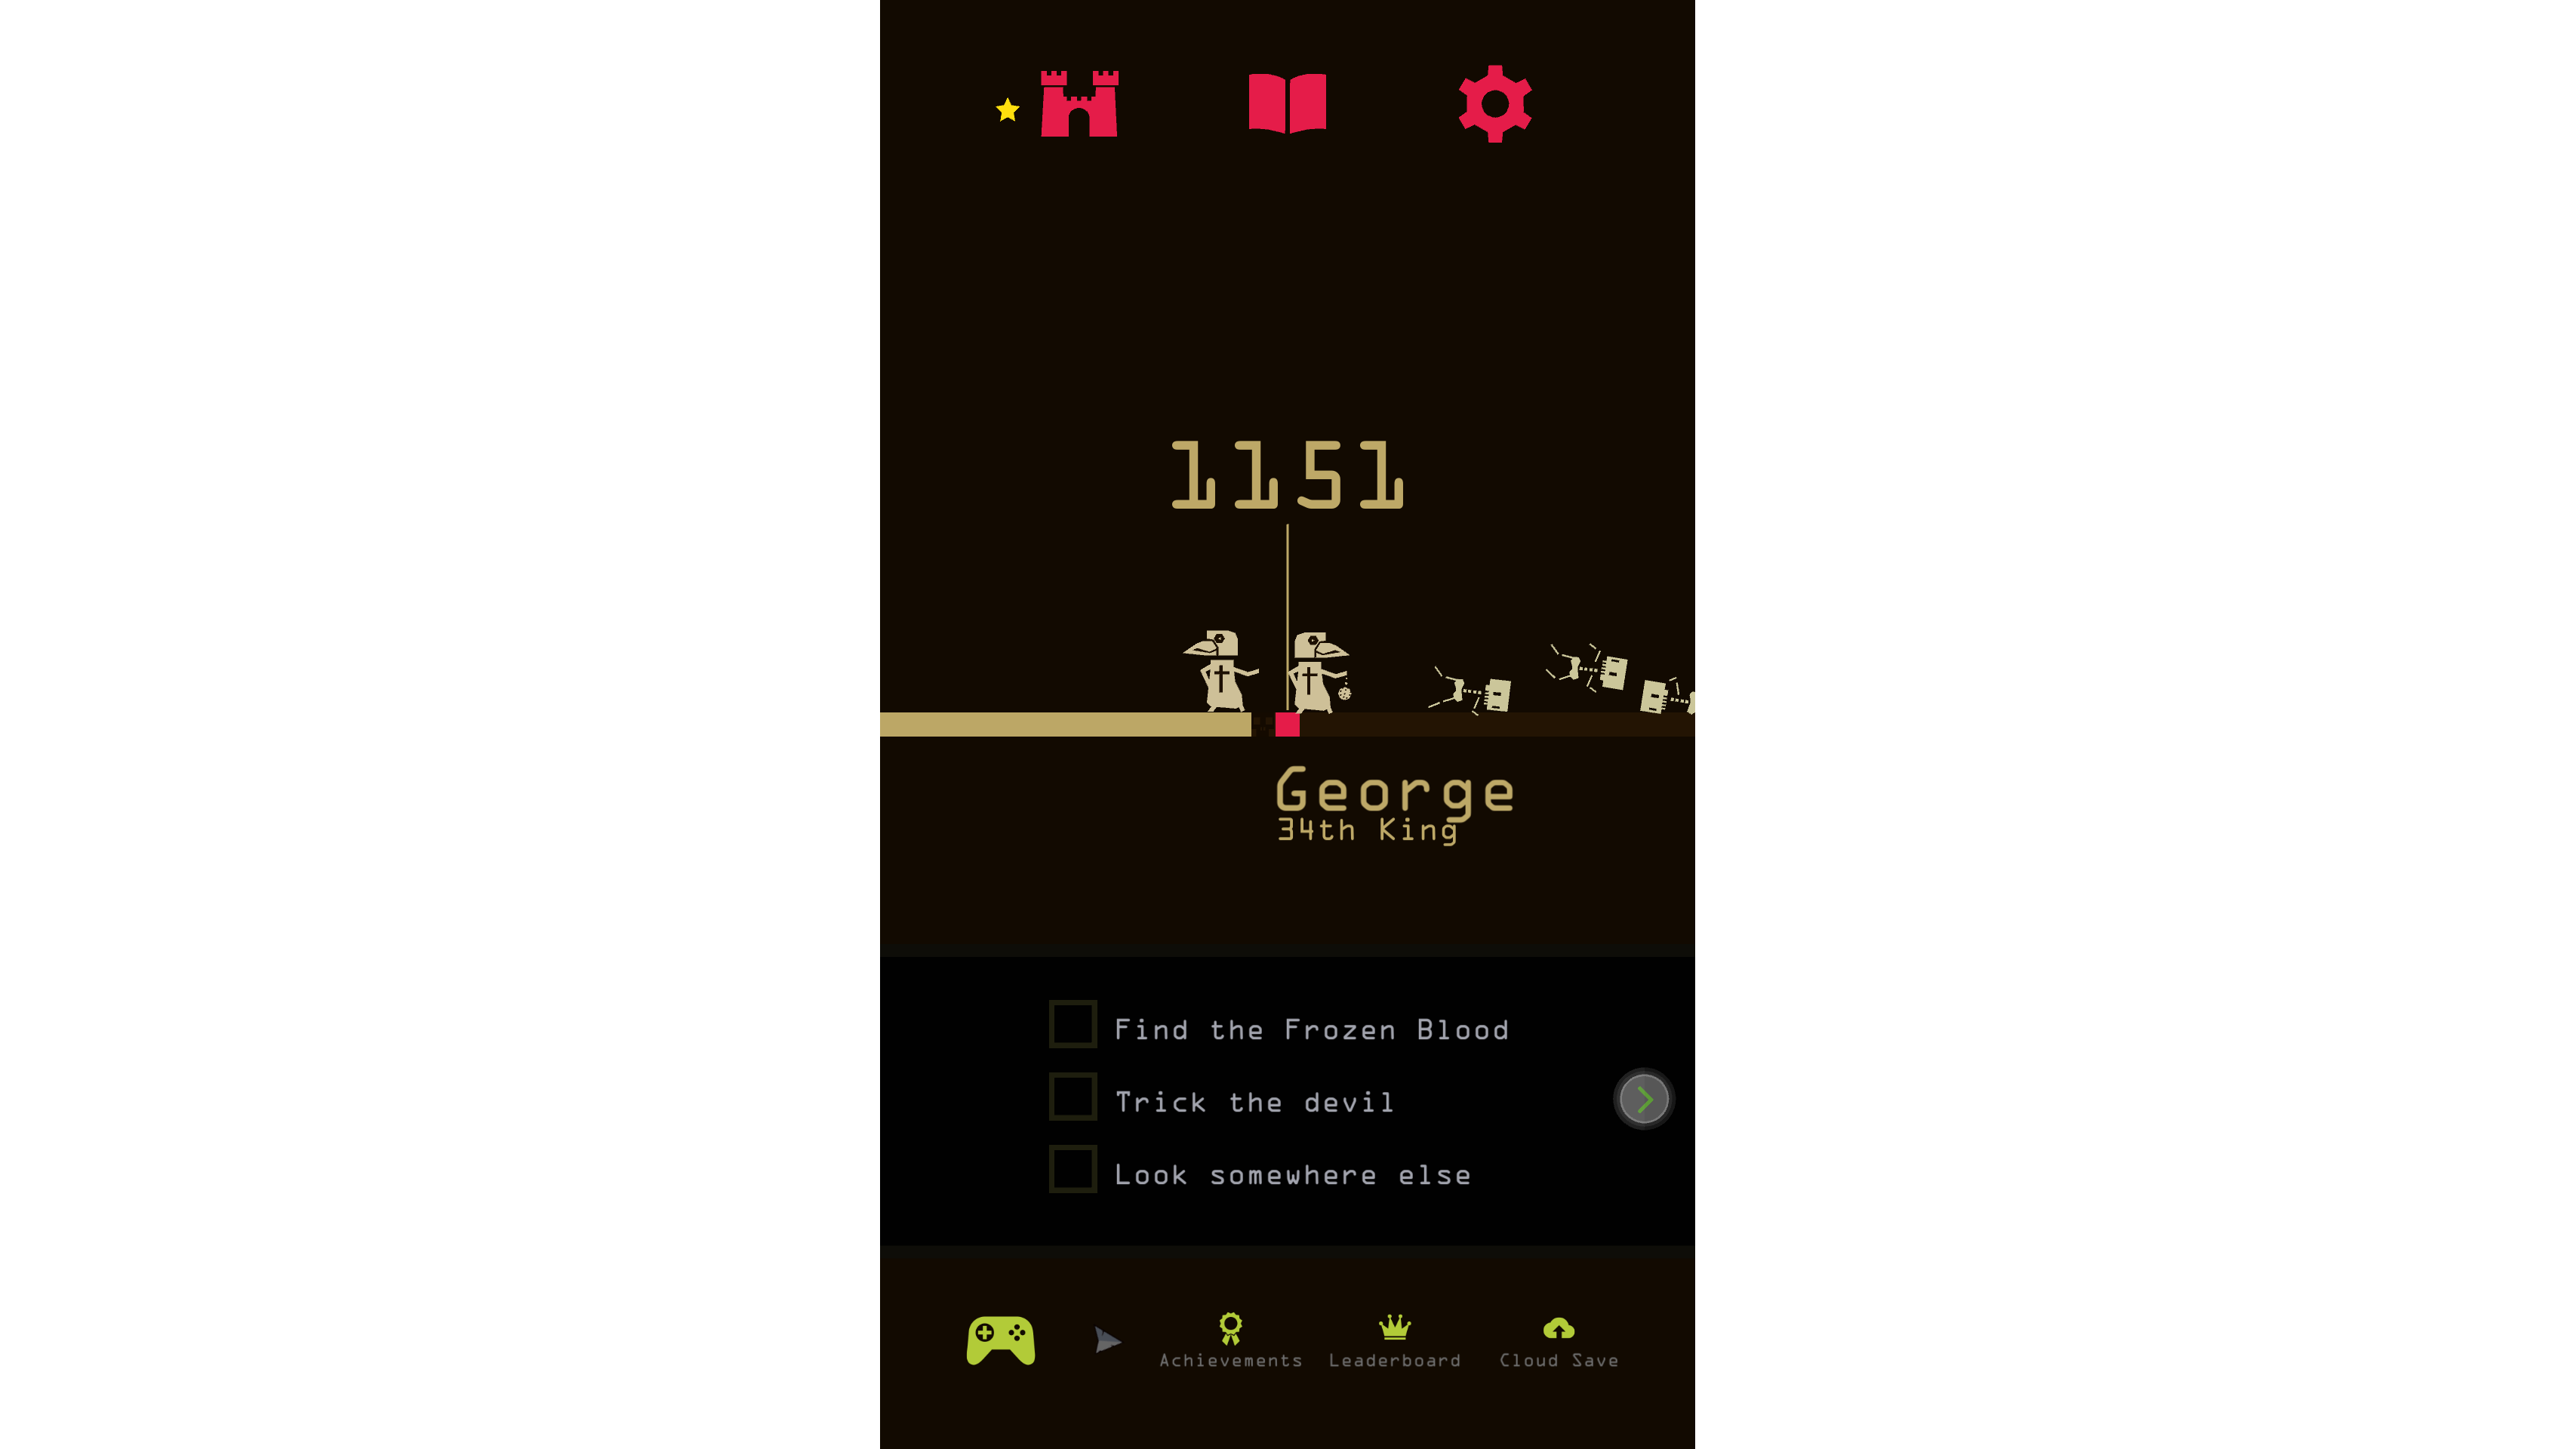 1151
George
34th King
Find the Frozen Blood
Trick the devil
Look somewhere else
Achievements
Leaderboard
Cloud Save